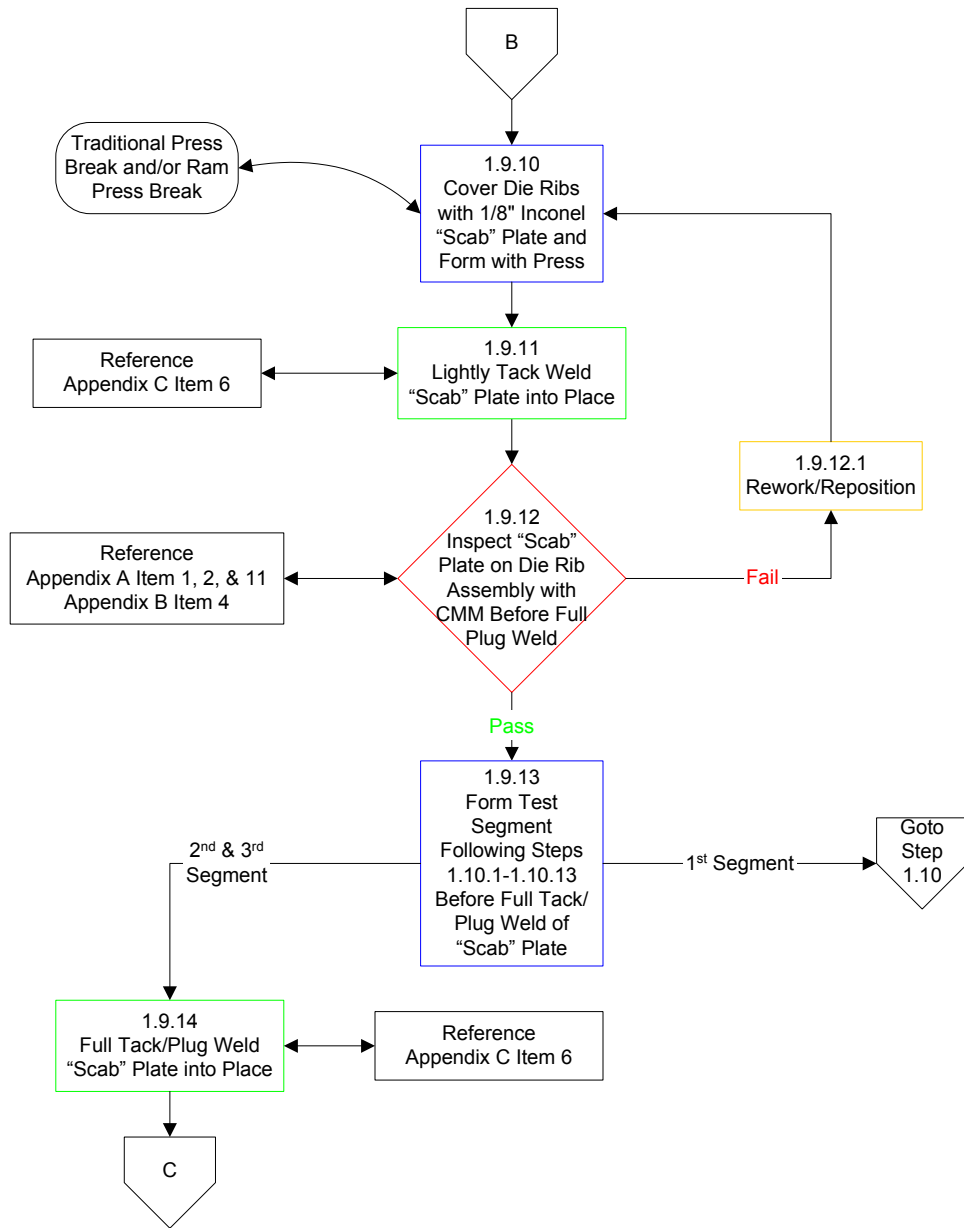 B
Traditional Press
Break and/or Ram
Press Break
1.9.10
Cover Die Ribs
with 1/8" Inconel
“Scab” Plate and
Form with Press
Reference
Appendix C Item 6
1.9.11
Lightly Tack Weld
“Scab” Plate into Place
1.9.12.1
Rework/Reposition
Reference
Appendix A Item 1, 2, & 11
Appendix B Item 4
1.9.12
Inspect “Scab”
Plate on Die Rib
Assembly with
CMM Before Full
Plug Weld
Fail
Pass
1.9.13
Form Test
Segment
Following Steps
1.10.1-1.10.13
Before Full Tack/
Plug Weld of
“Scab” Plate
2nd & 3rd
Segment
1st Segment
Goto
Step
1.10
1.9.14
Full Tack/Plug Weld
“Scab” Plate into Place
Reference
Appendix C Item 6
C